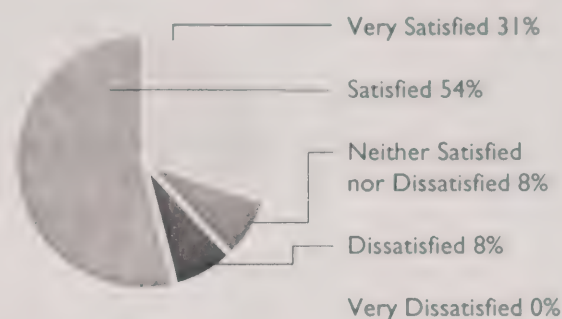 Very Satisfied 31%
Satisfied 54%
Neither Satisfied
nor Dissatisfied 8%
Dissatisfied 8%
Very Dissatisfied 0%